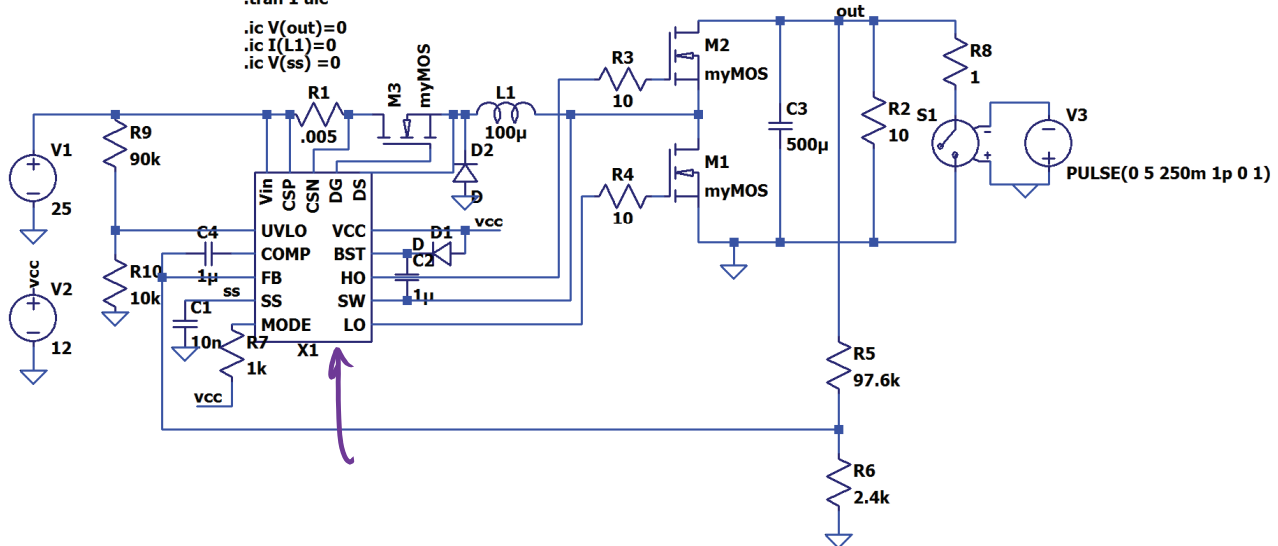 .tran 1 uic
.ic V(out)=0
.ic I(L1)=0
.ic V(ss) =0
out
R8
1
M2
myMOS
R3
10
M3
myMOS
R1
.005
L1
100µ
C3
500µ
R2
10
S1
V3
PULSE(0 5 250m 1p 0 1)
R9
90k
V1
25
D2
D
M1
myMOS
R4
10
Vin
CSP
CSN
DG
DS
UVLO
COMP
FB
SS
MODE
VCC
BST
HO
SW
LO
X1
vcc
D1
D
C2
1µ
C4
1µ
R10
10k
ss
C1
10n
R7
1k
vcc
vcc
V2
12
R5
97.6k
R6
2.4k